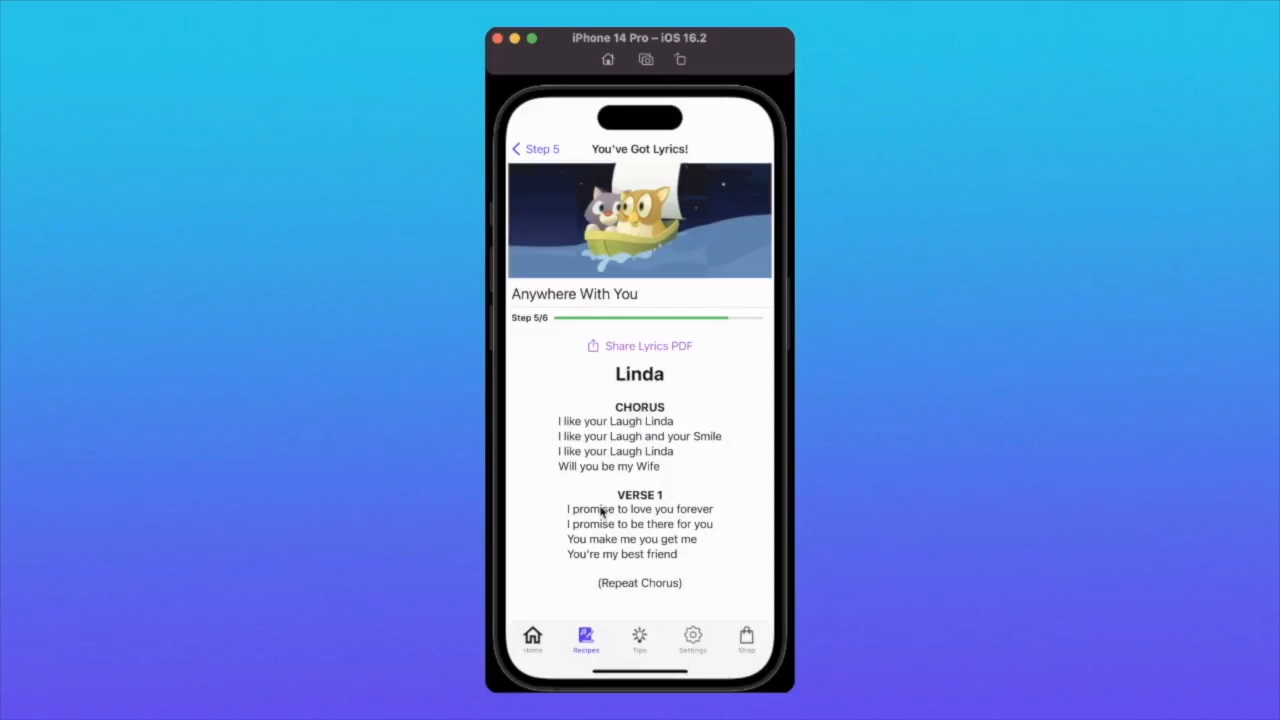 iPhone 14 Pro – iOS 16.2
Step 5
You've Got Lyrics!
Anywhere With You
Step 5/6
Share Lyrics PDF
Linda
CHORUS
I like your Laugh Linda
I like your Laugh and your Smile
I like your Laugh Linda
Will you be my Wife
VERSE 1
I promise to love you forever
I promise to be there for you
You make me you get me
You're my best friend
(Repeat Chorus)
Home
Recipes
Tips
Settings
Shop